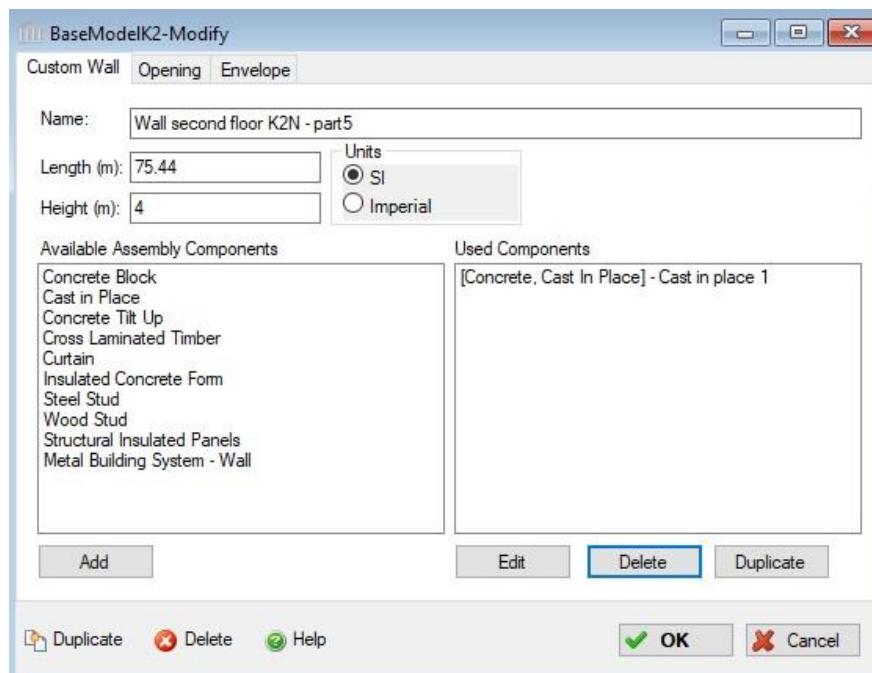 BaseModelK2-Modify
Custom Wall Opening Envelope
Name: Wall second floor K2N - part5
Length (m): 75.44
Units
SI
Height (m): 4
Imperial
Available Assembly Components
Concrete Block
Cast in Place
Concrete Tilt Up
Cross Laminated Timber
Curtain
Insulated Concrete Form
Steel Stud
Wood Stud
Structural Insulated Panels
Metal Building System - Wall
Used Components
[Concrete, Cast In Place] - Cast in place 1
Add Edit Delete Duplicate
Duplicate Delete Help OK Cancel